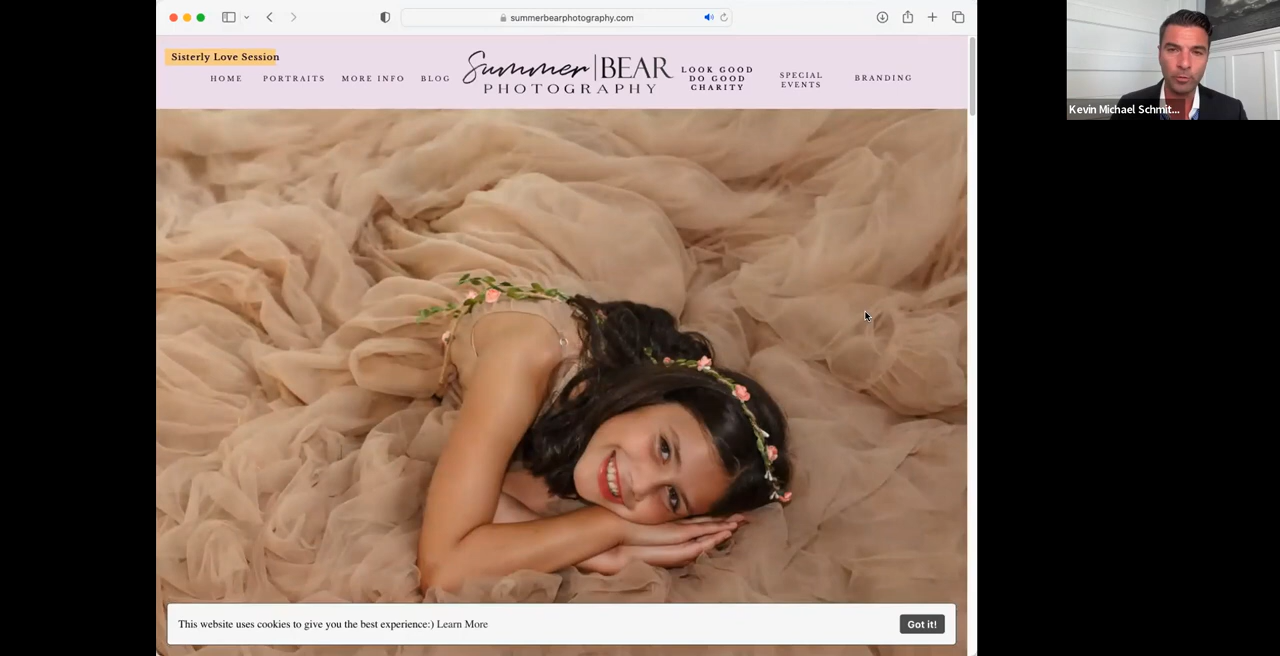 summerbearphotography.com
Sisterly Love Session
HOME
PORTRAITS
MORE INFO
BLOG
Summer|BEAR
PHOTOGRAPHY
LOOK GOOD
DO GOOD
CHARITY
SPECIAL
EVENTS
BRANDING
Kevin Michael Schmit...
This website uses cookies to give you the best experience:) Learn More
Got it!